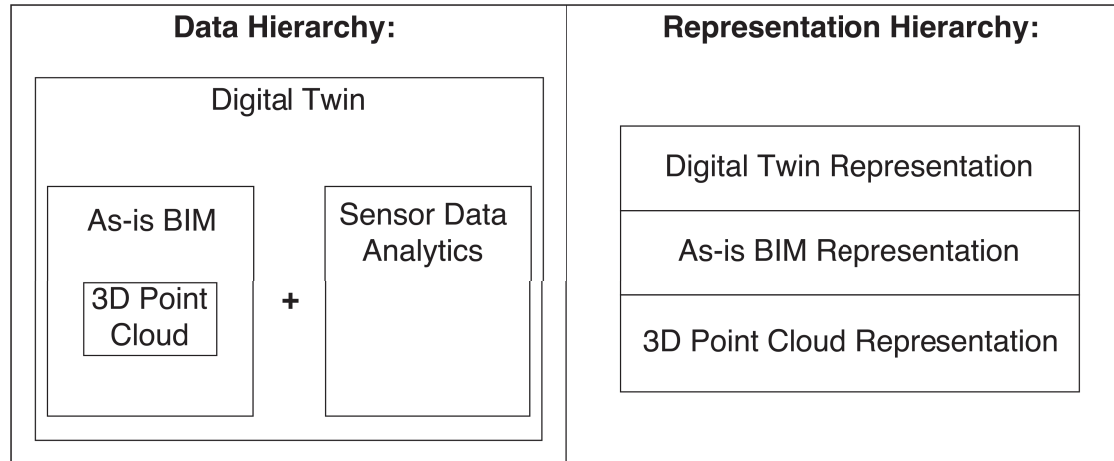 Data Hierarchy:
Digital Twin
As-is BIM
3D Point
Cloud
+
Sensor Data
Analytics
Representation Hierarchy:
Digital Twin Representation
As-is BIM Representation
3D Point Cloud Representation